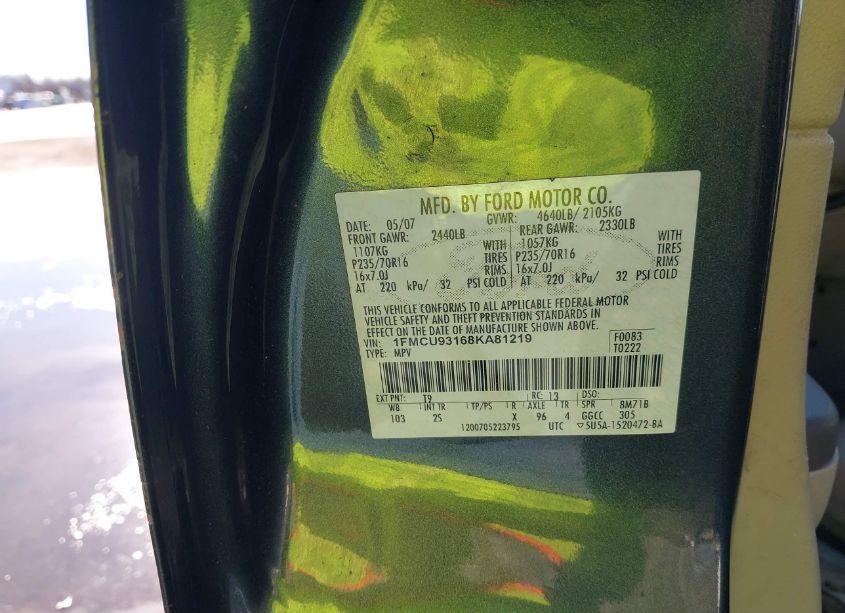 MFD. BY FORD MOTOR CO.
DATE: 05/07 GVWR: 4640LB/ 2105KG
FRONT GAWR: 2440LB REAR GAWR: 2330LB
1107KG WITH 1057KG WITH
P235/70R16 TIRES P235/70R16 TIRES
16x7.0J RIMS 16x7.0J RIMS
AT 220 kPa/ 32 PSI COLD AT 220 kPa/ 32 PSI COLD
THIS VEHICLE CONFORMS TO ALL APPLICABLE FEDERAL MOTOR
VEHICLE SAFETY AND THEFT PREVENTION STANDARDS IN
EFFECT ON THE DATE OF MANUFACTURE SHOWN ABOVE.
VIN: 1FMCU93168KA81219 F0083
TYPE: MPV T0222
EXT PNT: T9 RC: 13 DSO:
WB INT TR TP/PS R AXLE TR SPR BM71B
103 2S X 96 4 GGCC 305
1200705223795 UTC ▽5U5A-1520472-BA